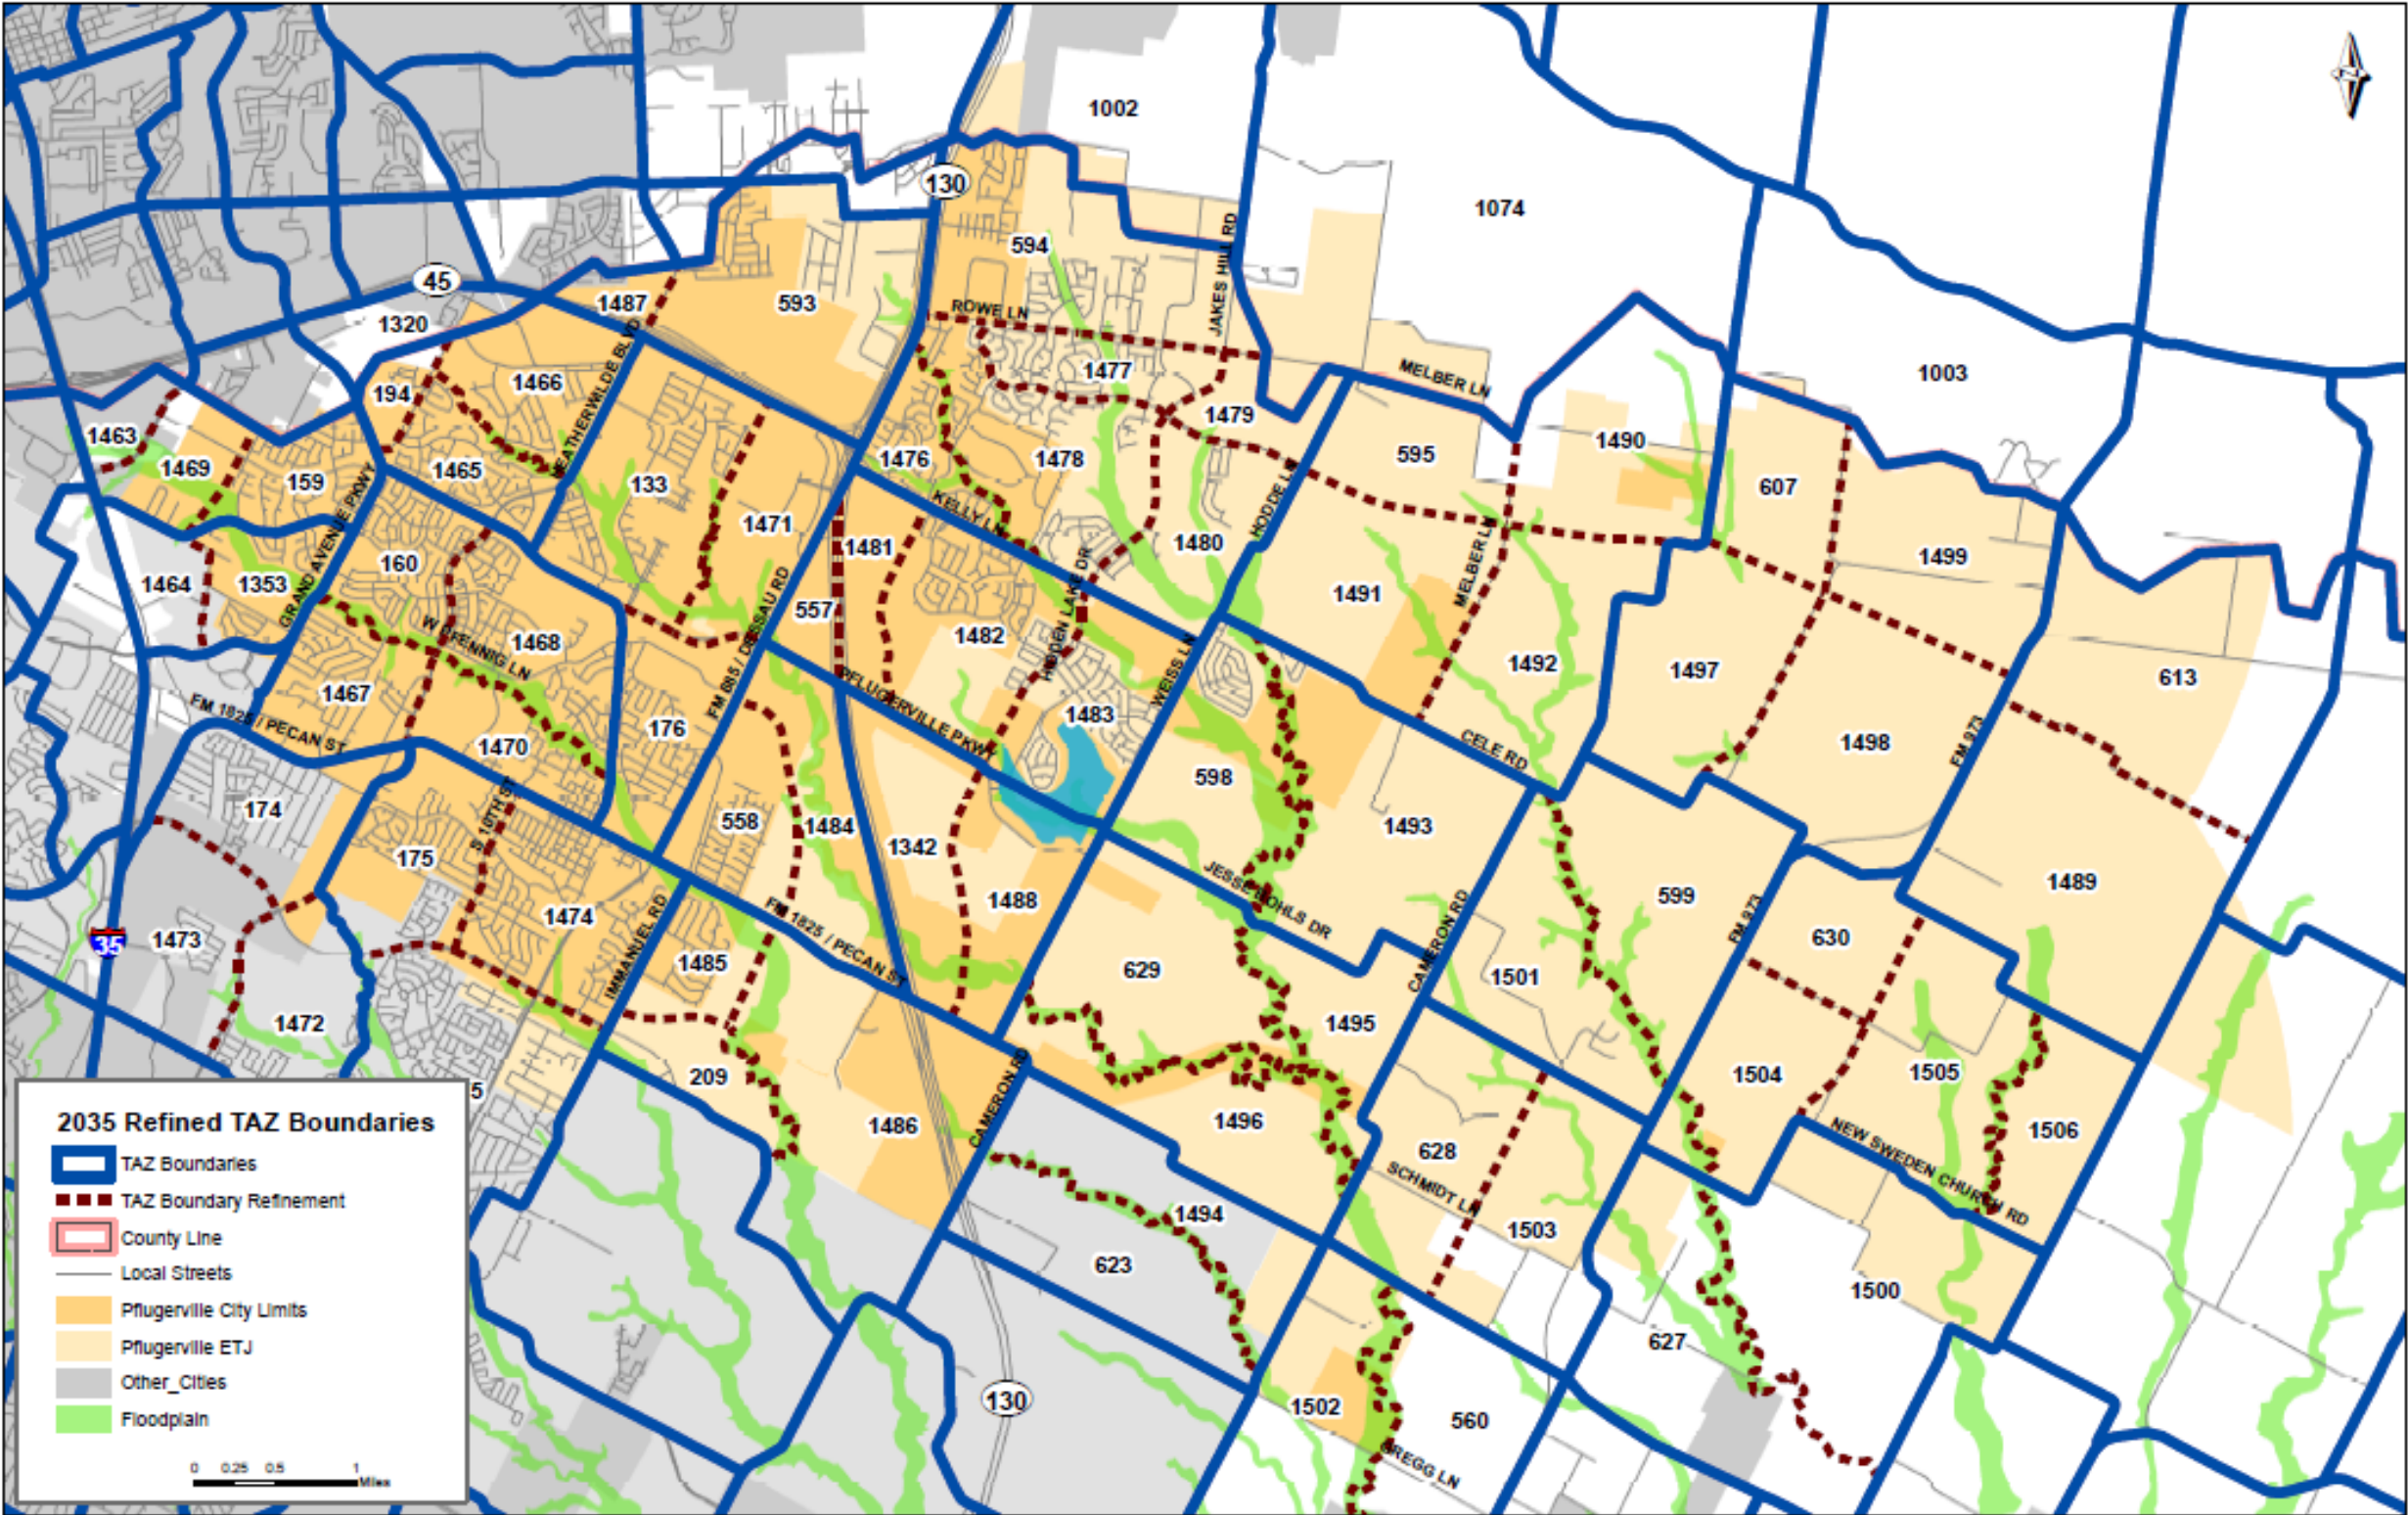 1002
130
1074
594
45
1487
593
JAKES HILL RD
ROWE LN
1320
1477
MELBER LN
1003
194
1466
HEATHERWILDE BLVD
1479
1463
1469
159
1465
133
1476
1478
595
1490
607
GRAND AVENUE PKWY
1471
1481
KELLY LN
1480
HODDE LN
1499
160
1464
1353
557
1491
MELBER LN
W PFENNIG LN
1468
1482
HIDDEN LAKE DR
1492
1497
613
FM 685 / DESSAU RD
WEISS LN
1467
FM 1825 / PECAN ST
176
PFLUGERVILLE PKWY
1483
1470
598
CELE RD
1498
FM 973
174
S 10TH ST
558
1484
1342
1493
175
JESSE BOHLS DR
1489
1488
599
1474
FM 1825 / PECAN ST
CAMERON RD
FM 973
630
35
1473
IMMANUEL RD
1485
629
1501
1472
1495
209
CAMERON RD
1504
1505
5
1486
1496
628
1506
NEW SWEDEN CHURCH RD
SCHMIDT LN
1494
1503
623
1500
627
130
1502
560
GREGG LN
2035 Refined TAZ Boundaries
TAZ Boundaries
TAZ Boundary Refinement
County Line
Local Streets
Pflugerville City Limits
Pflugerville ETJ
Other_Cities
Floodplain
0 0.25 0.5 1
Miles